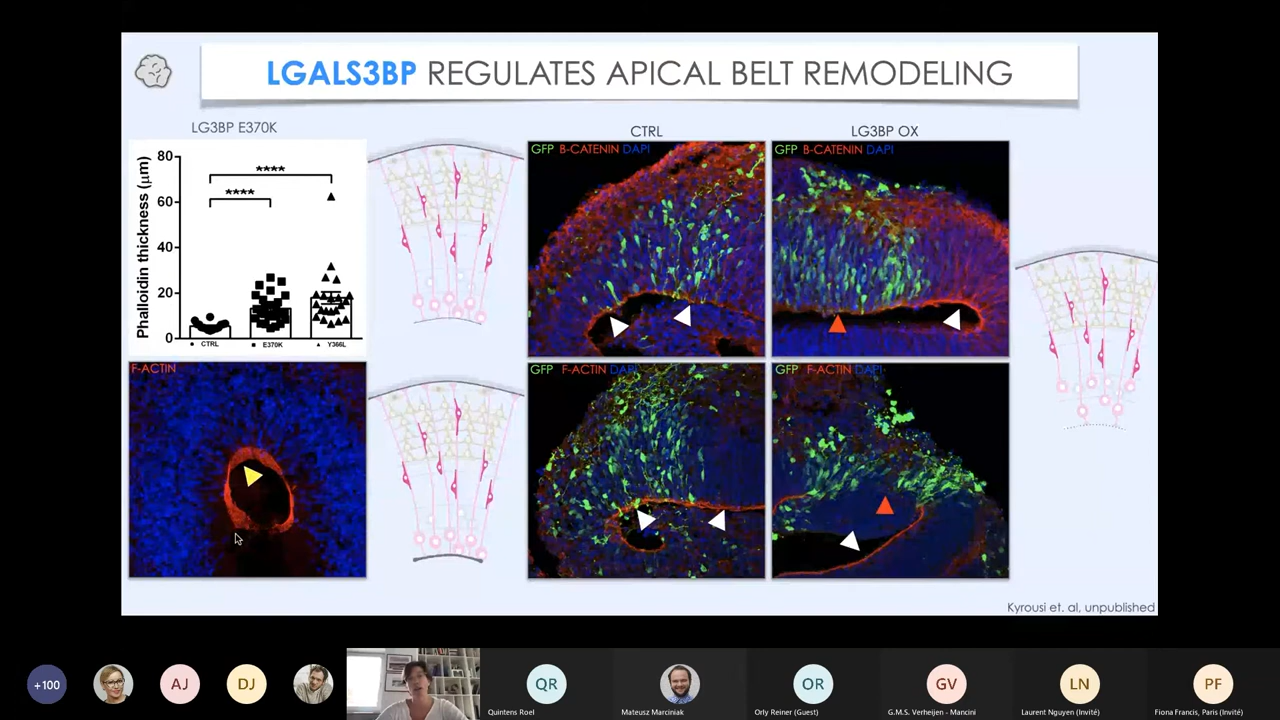 LGALS3BP REGULATES APICAL BELT REMODELING
LG3BP E370K
Phalloidin thickness (µm)
80
60
40
20
0
****
****
CTRL
E370K
Y366L
F-ACTIN
CTRL
LG3BP OX
GFP B-CATENIN DAPI
GFP B-CATENIN DAPI
GFP F-ACTIN DAPI
GFP F-ACTIN DAPI
Kyrousi et. al, unpublished
+100
AJ
DJ
QR
Quintens Roel
Mateusz Marciniak
OR
Orly Reiner (Guest)
GV
G.M.S. Verheijen - Mancini
LN
Laurent Nguyen (Invité)
PF
Fiona Francis, Paris (Invité)